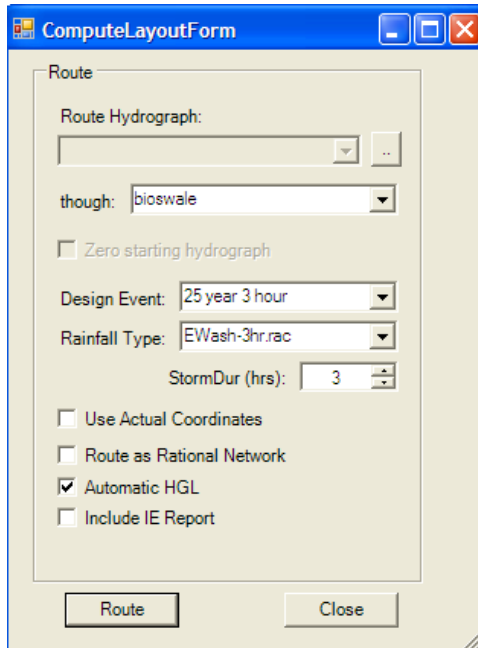 ComputeLayoutForm
Route
Route Hydrograph:
..
though: bioswale
Zero starting hydrograph
Design Event: 25 year 3 hour
Rainfall Type: EWash-3hr.rac
StormDur (hrs): 3
Use Actual Coordinates
Route as Rational Network
Automatic HGL
Include IE Report
Route Close